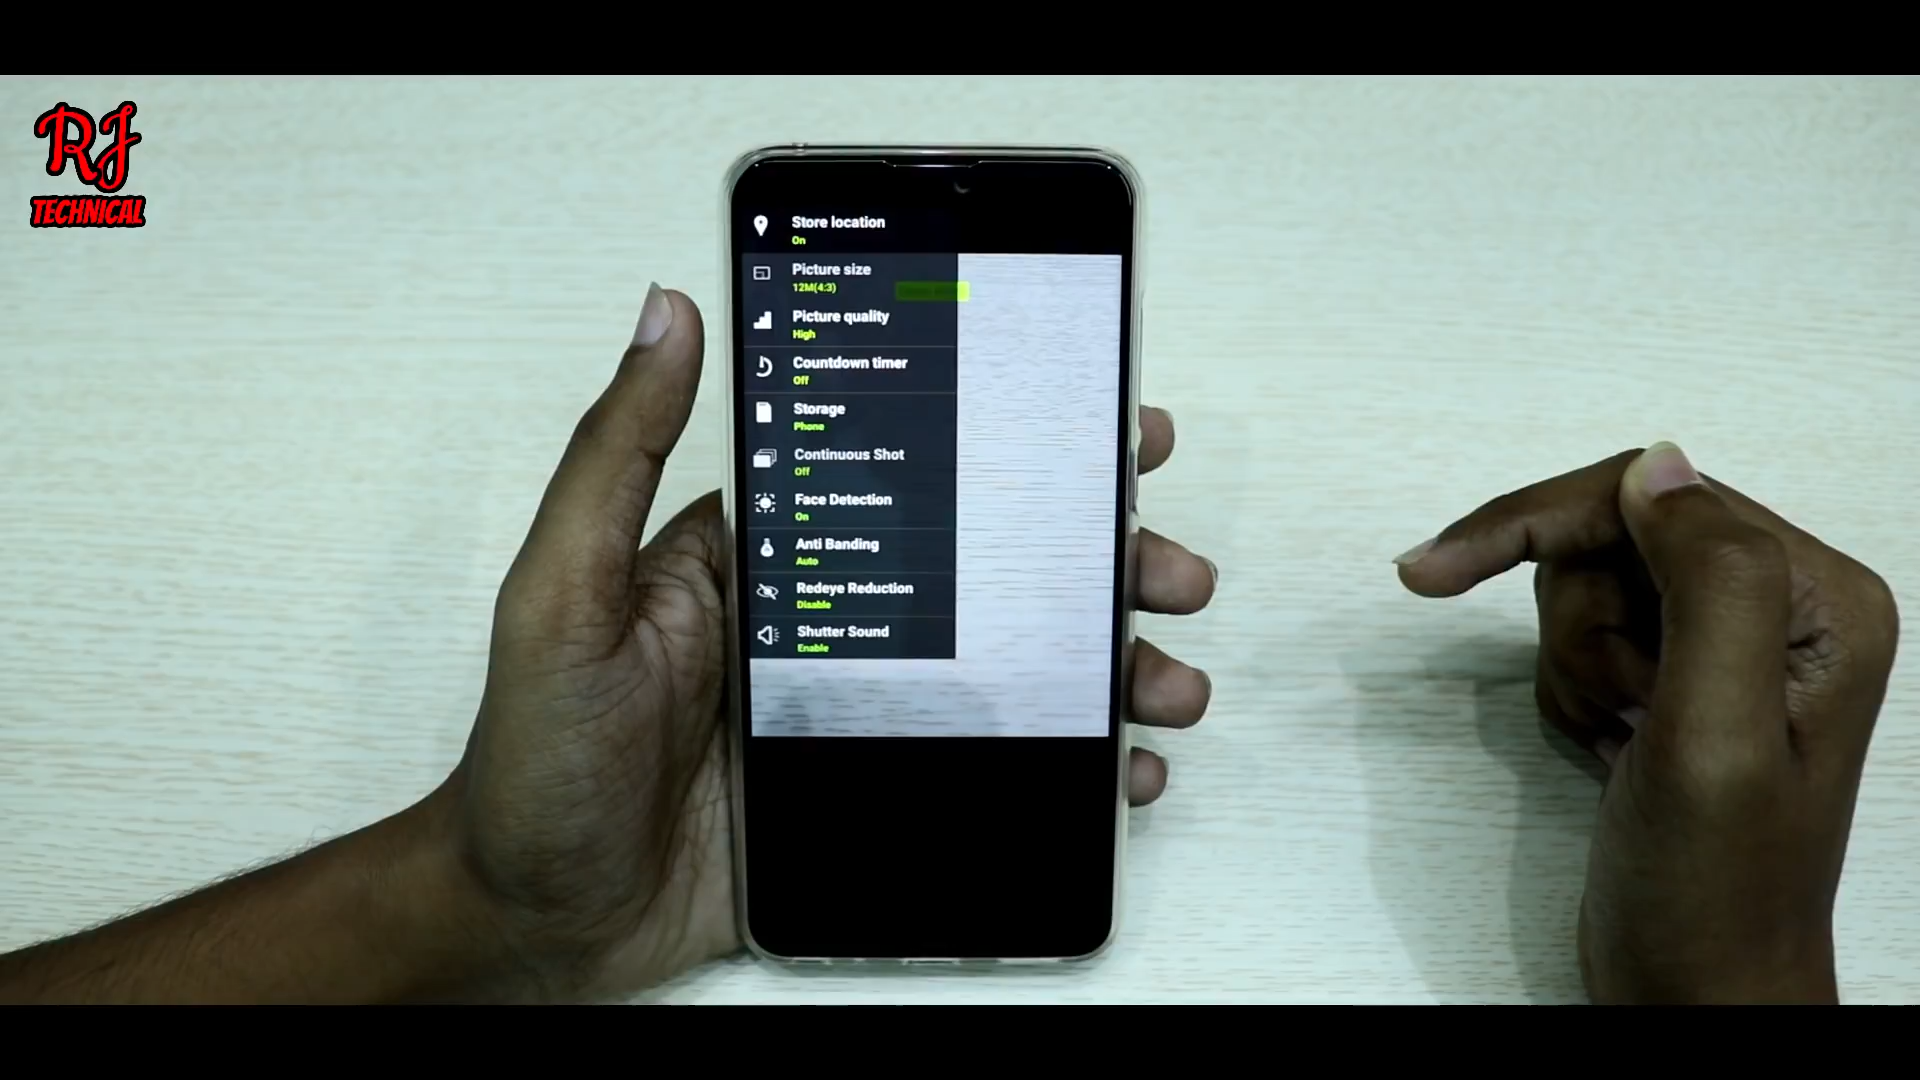 RJ
TECHNICAL
Store location
On
Picture size
12M(4:3)
Picture quality
High
Countdown timer
Off
Storage
Phone
Continuous Shot
Off
Face Detection
On
Anti Banding
Auto
Redeye Reduction
Disable
Shutter Sound
Enable